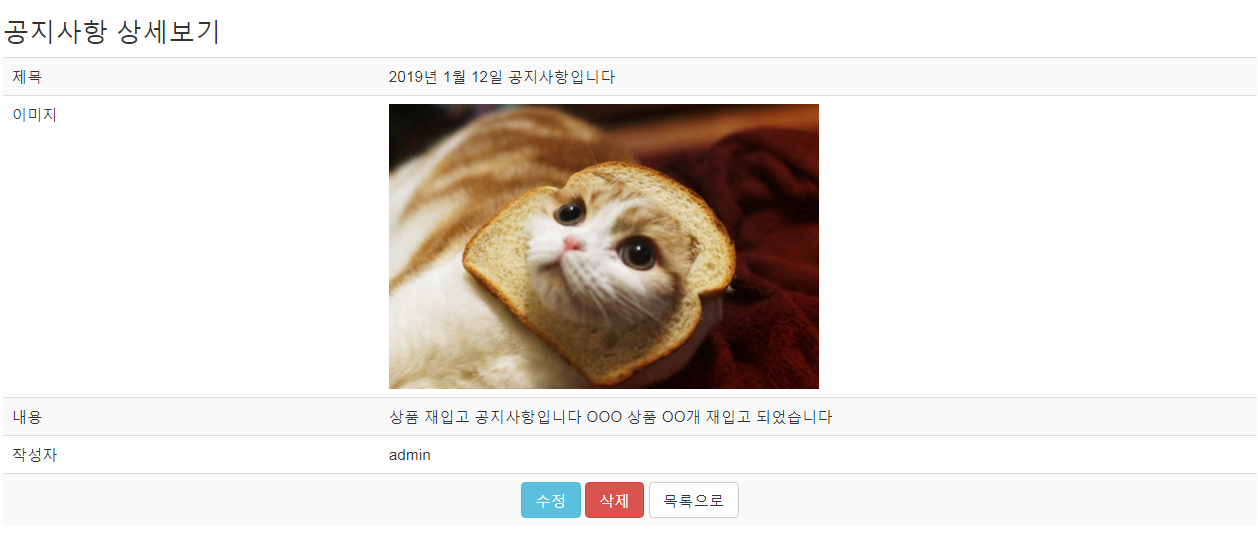 공지사항 상세보기
제목 2019년 1월 12일 공지사항입니다
이미지
내용 상품 재입고 공지사항입니다 OOO 상품 OO개 재입고 되었습니다
작성자 admin
수정 삭제 목록으로